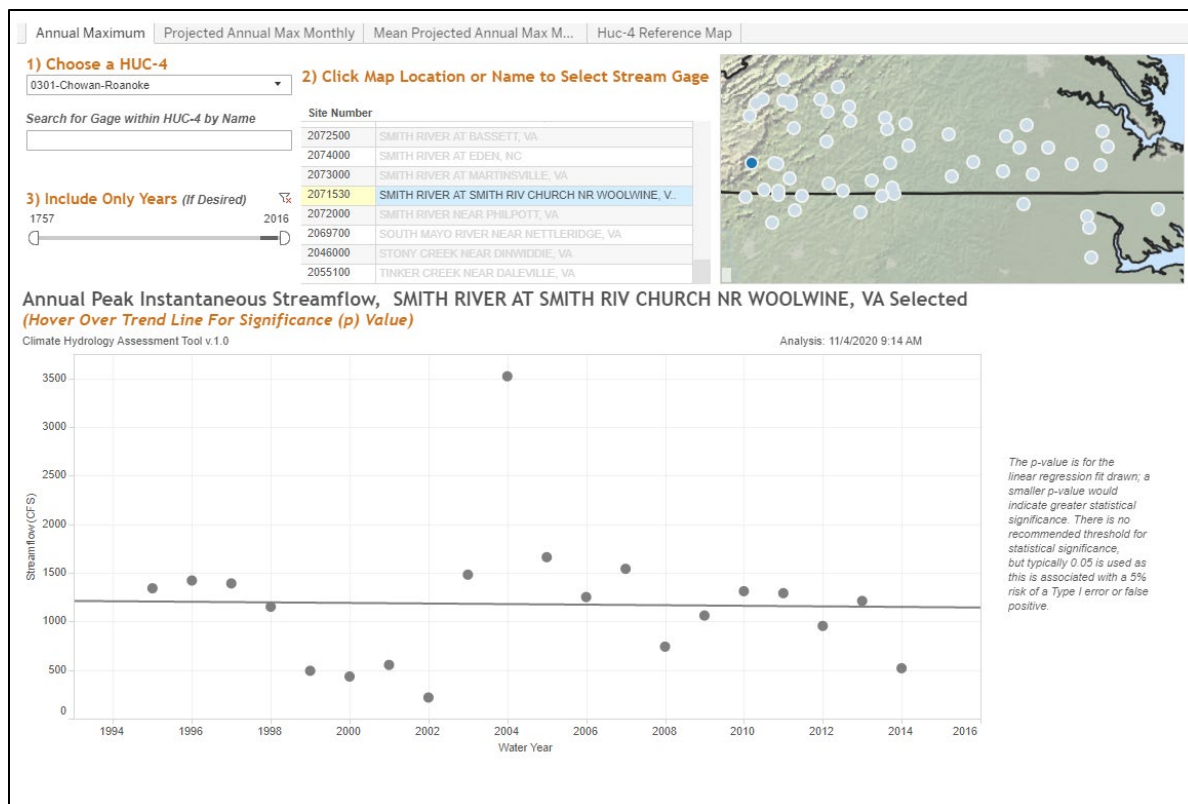 Annual Maximum
Projected Annual Max Monthly
Mean Projected Annual Max M...
Huc-4 Reference Map
1) Choose a HUC-4
0301-Chowan-Roanoke
Search for Gage within HUC-4 by Name
3) Include Only Years (If Desired)
1757 2016
2) Click Map Location or Name to Select Stream Gage
Site Number
2072500 SMITH RIVER AT BASSETT, VA
2074000 SMITH RIVER AT EDEN, NC
2073000 SMITH RIVER AT MARTINSVILLE, VA
2071530 SMITH RIVER AT SMITH RIV CHURCH NR WOOLWINE, V..
2072000 SMITH RIVER NEAR PHILPOTT, VA
2069700 SOUTH MAYO RIVER NEAR NETTLERIDGE, VA
2046000 STONY CREEK NEAR DINWIDDIE, VA
2055100 TINKER CREEK NEAR DALEVILLE, VA
Annual Peak Instantaneous Streamflow, SMITH RIVER AT SMITH RIV CHURCH NR WOOLWINE, VA Selected
(Hover Over Trend Line For Significance (p) Value)
Climate Hydrology Assessment Tool v.1.0
Analysis: 11/4/2020 9:14 AM
Streamflow (CFS)
3500
3000
2500
2000
1500
1000
500
0
1994 1996 1998 2000 2002 2004 2006 2008 2010 2012 2014 2016
Water Year
The p-value is for the
linear regression fit drawn; a
smaller p-value would
indicate greater statistical
significance. There is no
recommended threshold for
statistical significance,
but typically 0.05 is used as
this is associated with a 5%
risk of a Type I error or false
positive.